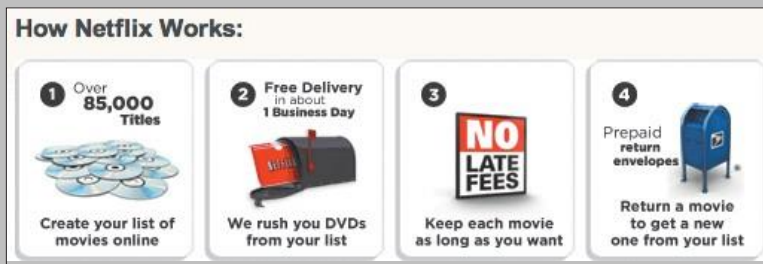 How Netflix Works:
1 Over
85,000
Titles
Create your list of
movies online
2 Free Delivery
in about
1 Business Day
We rush you DVDs
from your list
3
NO
LATE
FEES
Keep each movie
as long as you want
4
Prepaid
return
envelopes
Return a movie
to get a new
one from your list